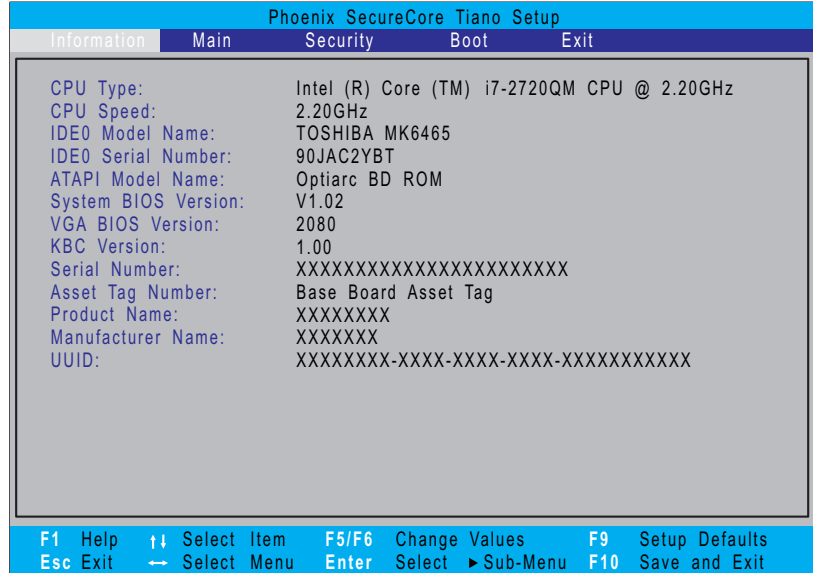 Phoenix SecureCore Tiano Setup
Information Main Security Boot Exit
CPU Type: Intel (R) Core (TM) i7-2720QM CPU @ 2.20GHz
CPU Speed: 2.20GHz
IDE0 Model Name: TOSHIBA MK6465
IDE0 Serial Number: 90JAC2YBT
ATAPI Model Name: Optiarc BD ROM
System BIOS Version: V1.02
VGA BIOS Version: 2080
KBC Version: 1.00
Serial Number: XXXXXXXXXXXXXXXXXXXXXXX
Asset Tag Number: Base Board Asset Tag
Product Name: XXXXXXXX
Manufacturer Name: XXXXXXX
UUID: XXXXXXXX-XXXX-XXXX-XXXX-XXXXXXXXXXX
F1 Help ↑↓ Select Item F5/F6 Change Values F9 Setup Defaults
Esc Exit ↔ Select Menu Enter Select ►Sub-Menu F10 Save and Exit